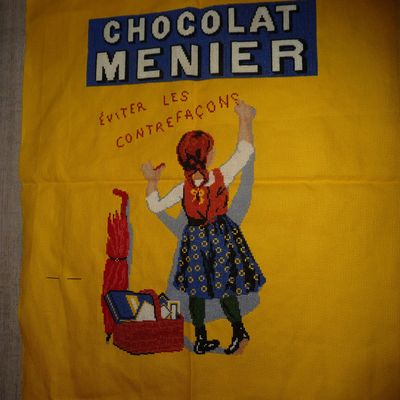 CHOCOLAT
MENIER
ÉVITER LES
CONTREFAÇONS